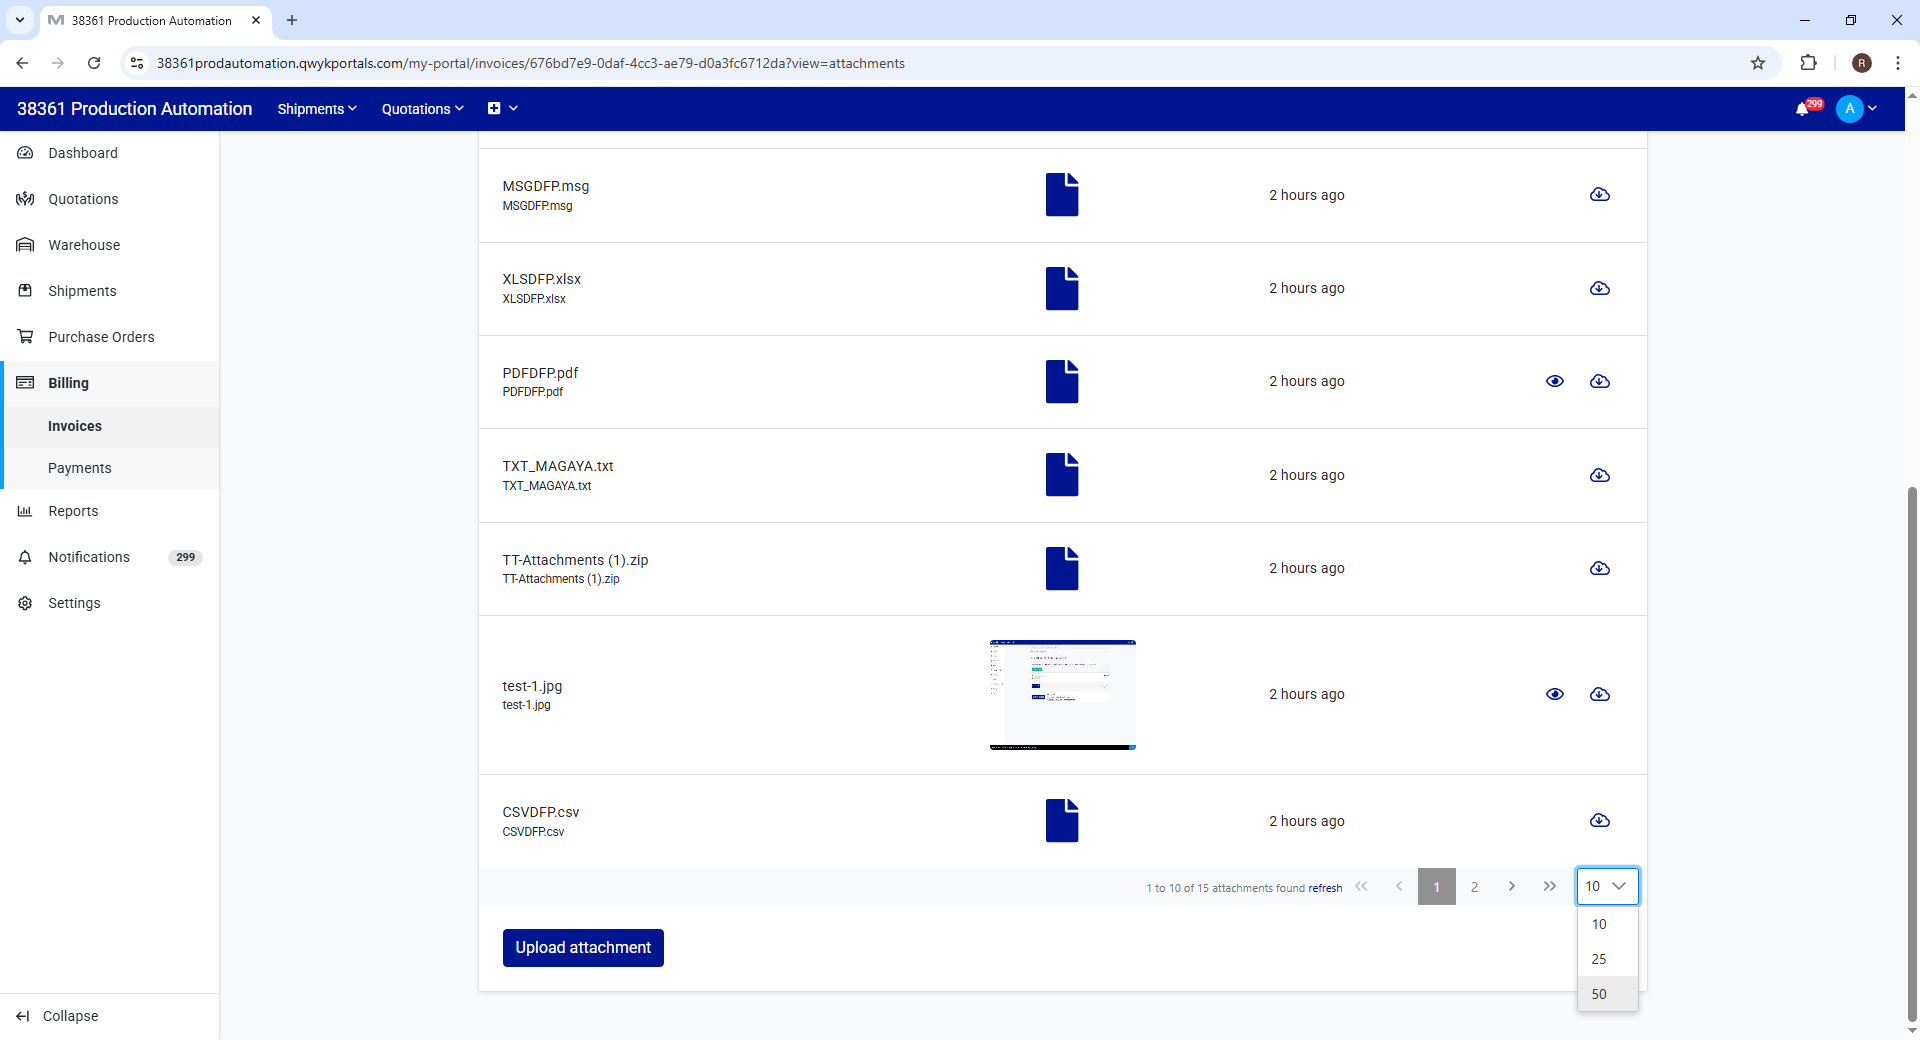 38361 Production Automation
38361prodautomation.qwykportals.com/my-portal/invoices/676bd7e9-0daf-4cc3-ae79-d0a3fc6712da?view=attachments
R
38361 Production Automation
Shipments
Quotations
299
A
Dashboard
Quotations
Warehouse
Shipments
Purchase Orders
Billing
Invoices
Payments
Reports
Notifications 299
Settings
Collapse
MSGDFP.msg
MSGDFP.msg
2 hours ago
XLSDFP.xlsx
XLSDFP.xlsx
2 hours ago
PDFDFP.pdf
PDFDFP.pdf
2 hours ago
TXT_MAGAYA.txt
TXT_MAGAYA.txt
2 hours ago
TT-Attachments (1).zip
TT-Attachments (1).zip
2 hours ago
test-1.jpg
test-1.jpg
2 hours ago
CSVDFP.csv
CSVDFP.csv
2 hours ago
1 to 10 of 15 attachments found refresh
1
2
10
10
25
50
Upload attachment